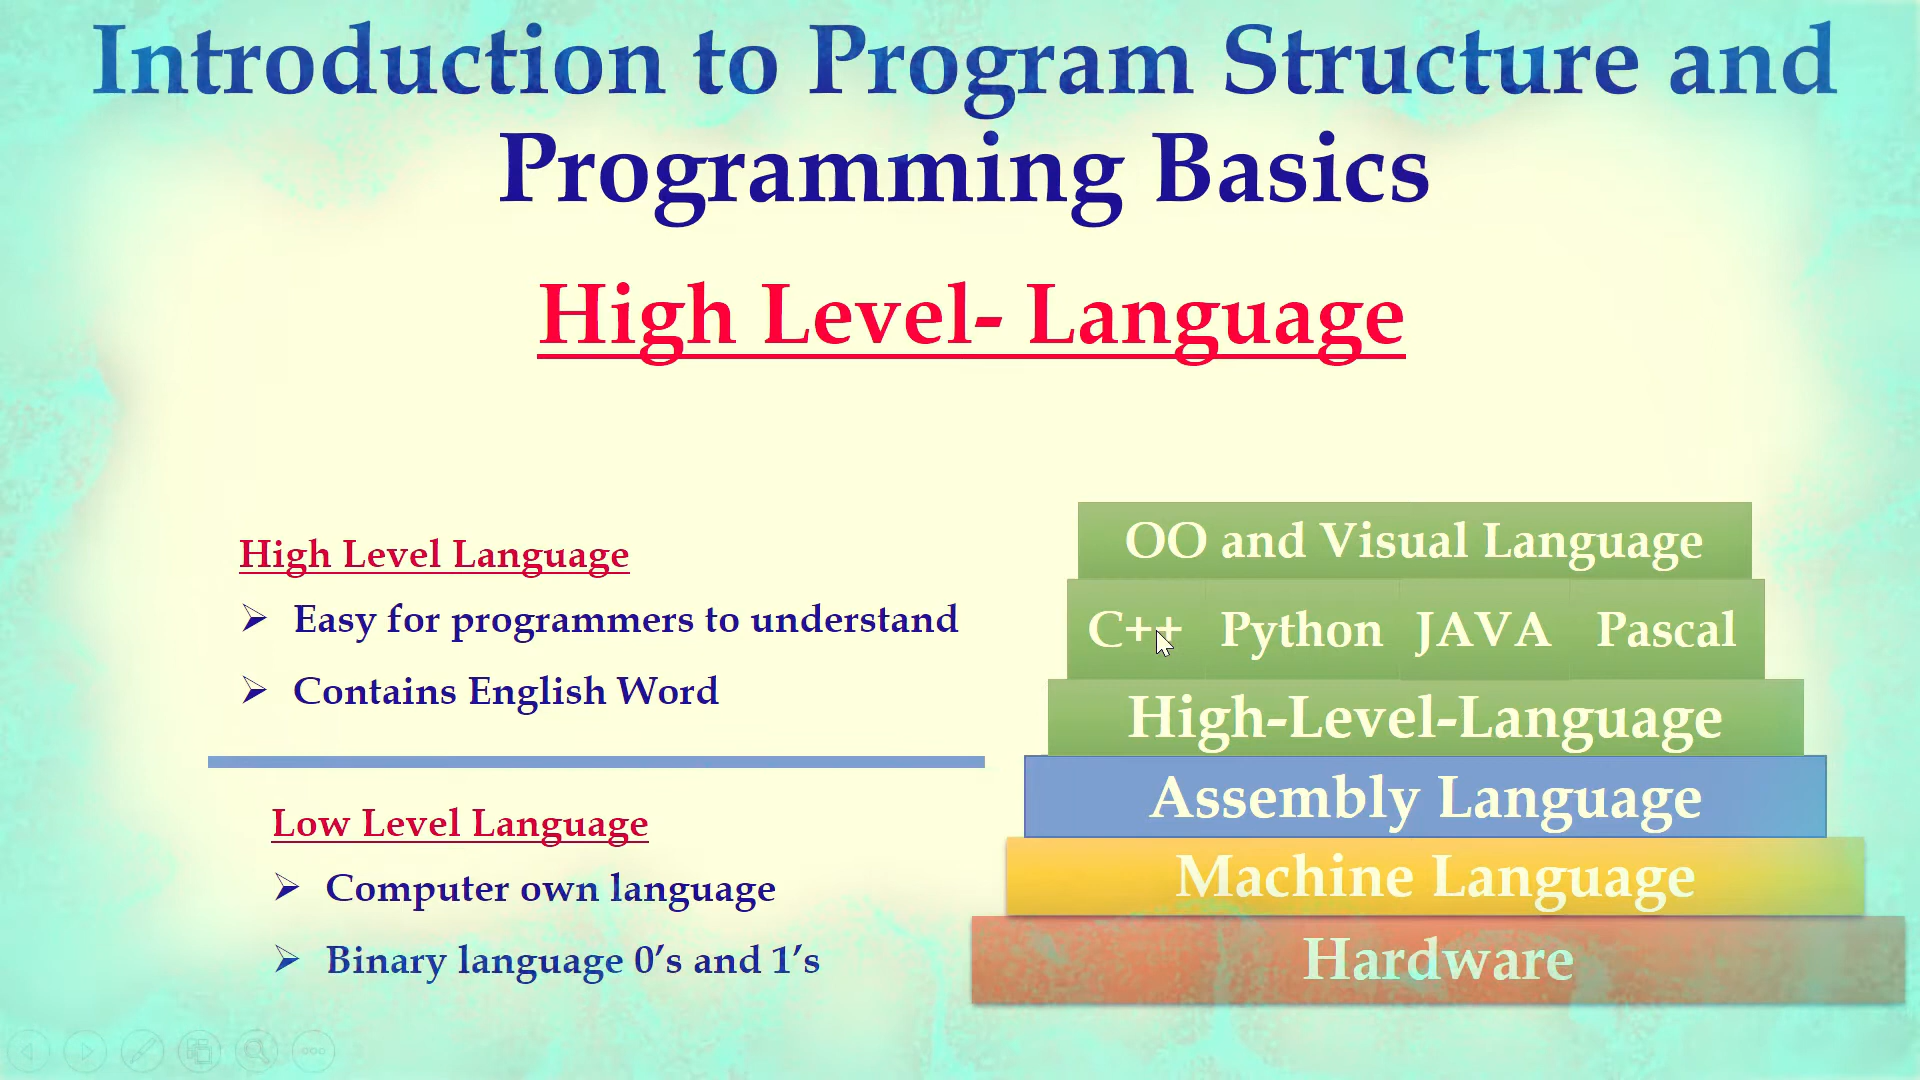 Introduction to Program Structure and
Programming Basics
High Level- Language
High Level Language
Easy for programmers to understand
Contains English Word
Low Level Language
Computer own language
Binary language 0’s and 1’s
OO and Visual Language
C++ Python JAVA Pascal
High-Level-Language
Assembly Language
Machine Language
Hardware